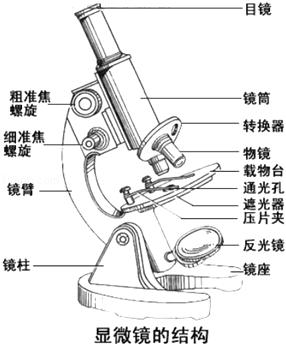 目镜
粗准焦
螺旋
镜筒
转换器
细准焦
螺旋
物镜
载物台
通光孔
镜臂
遮光器
压片夹
反光镜
镜柱
镜座
显微镜的结构